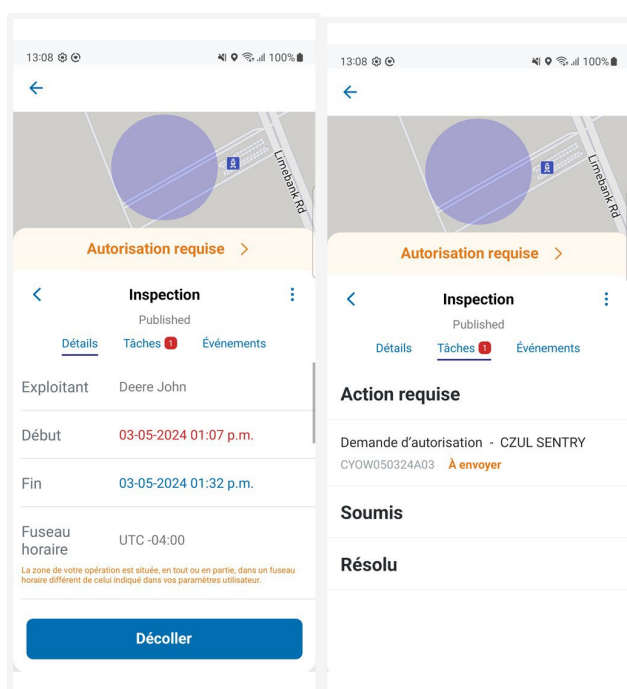 13:08 100%
Limebank Rd
Autorisation requise >
Inspection
Published
Détails Tâches 1 Événements
Exploitant Deere John
Début 03-05-2024 01:07 p.m.
Fin 03-05-2024 01:32 p.m.
Fuseau
horaire UTC -04:00
La zone de votre opération est située, en tout ou en partie, dans un fuseau
horaire différent de celui indiqué dans vos paramètres utilisateur.
Décoller
13:08 100%
Limebank Rd
Autorisation requise >
Inspection
Published
Détails Tâches 1 Événements
Action requise
Demande d'autorisation - CZUL SENTRY
CYOW050324A03 À envoyer
Soumis
Résolu